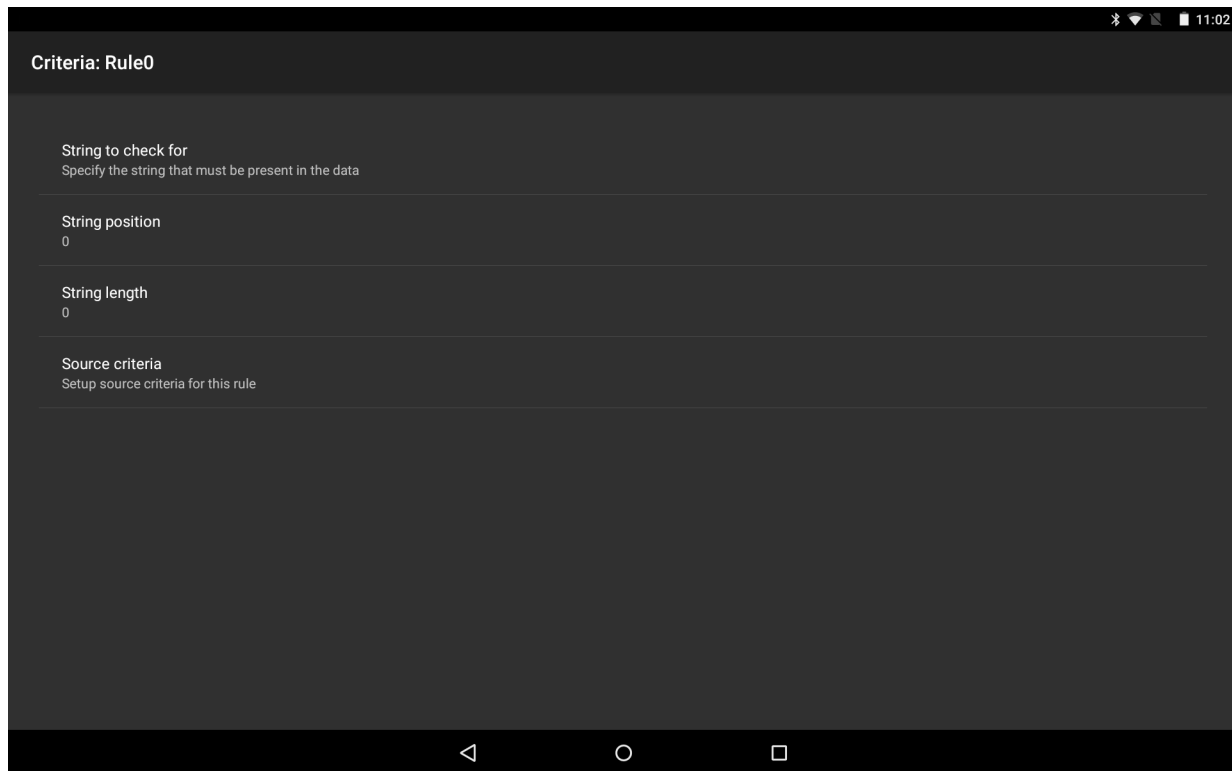 11:02
Criteria: Rule0
String to check for
Specify the string that must be present in the data
String position
0
String length
0
Source criteria
Setup source criteria for this rule